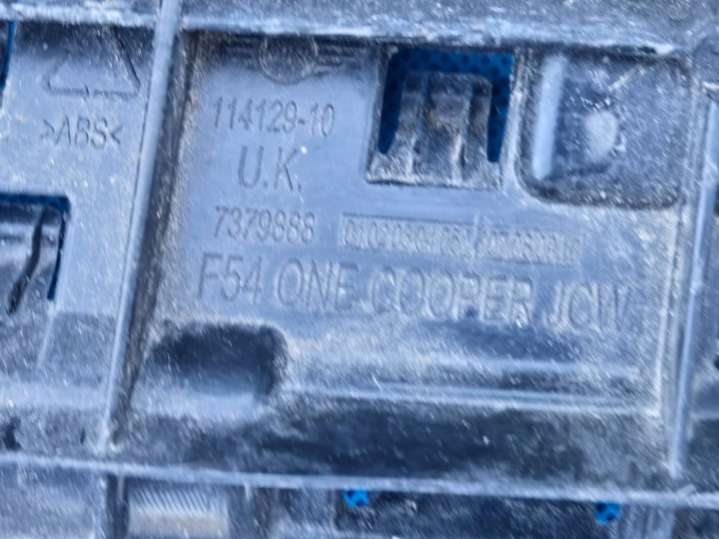 >ABS<
114129-10
U.K.
7379888
F54 ONE COOPER JCW